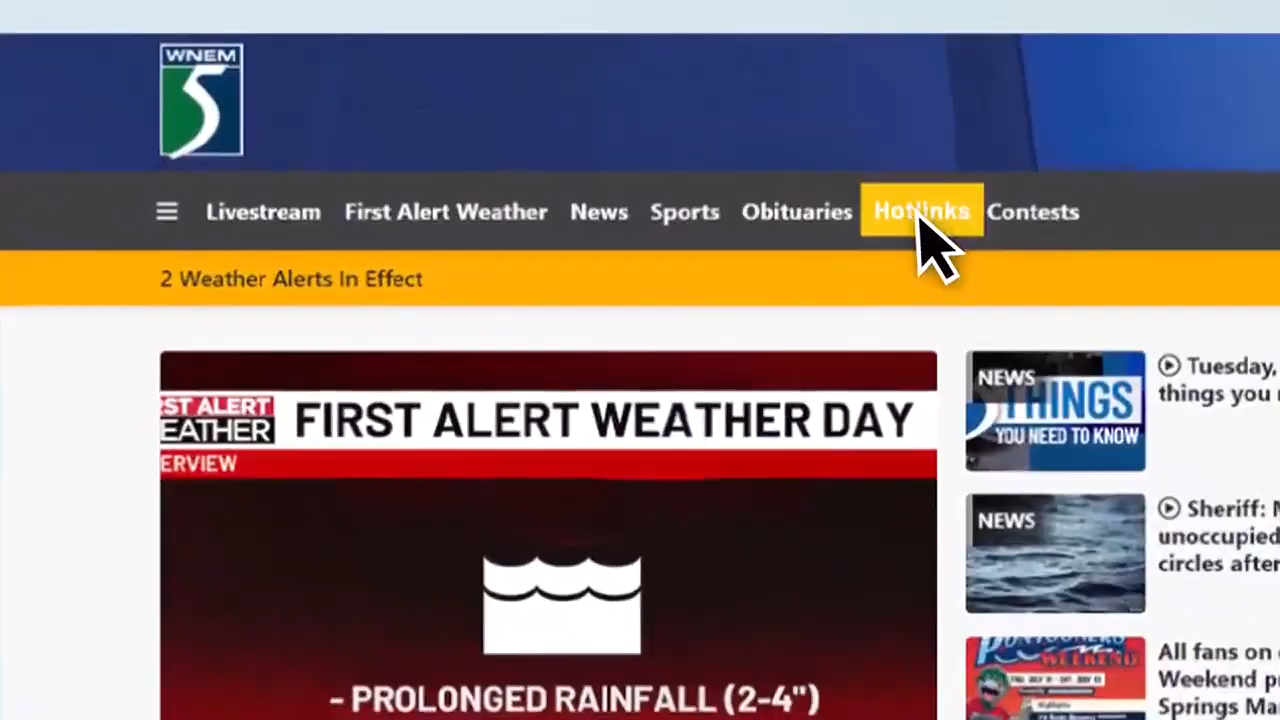 WNEM
5
Livestream First Alert Weather News Sports Obituaries Hotlinks Contests
2 Weather Alerts In Effect
RST ALERT
EATHER
FIRST ALERT WEATHER DAY
ERVIEW
- PROLONGED RAINFALL (2-4")
NEWS
THINGS
YOU NEED TO KNOW
Tuesday,
things you
NEWS
Sheriff:
unoccupied
circles after
WEEKEND
All fans on
Weekend
Springs Ma